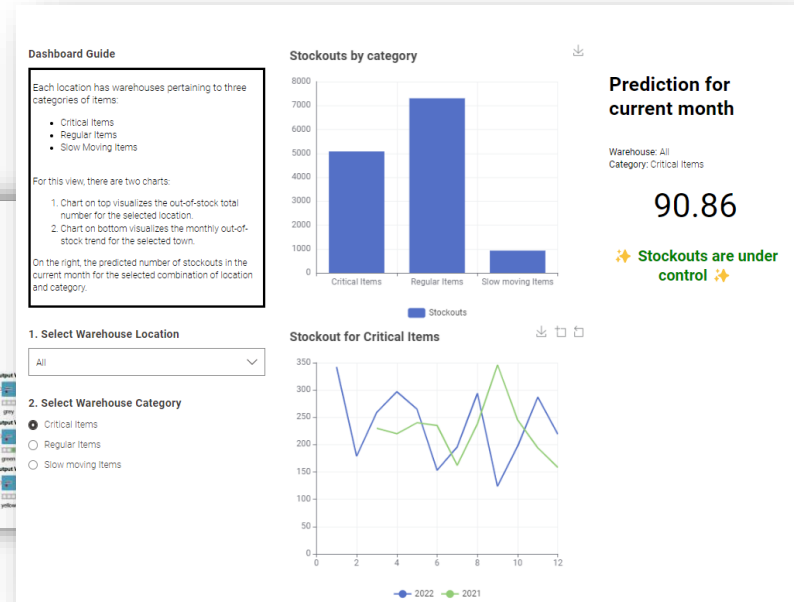 Dashboard Guide
Each location has warehouses pertaining to three
categories of items:
Critical Items
Regular Items
Slow Moving Items
For this view, there are two charts:
1. Chart on top visualizes the out-of-stock total
number for the selected location.
2. Chart on bottom visualizes the monthly out-of-
stock trend for the selected town.
On the right, the predicted number of stockouts in the
current month for the selected combination of location
and category.
1. Select Warehouse Location
All
2. Select Warehouse Category
Critical Items
Regular Items
Slow moving Items
Stockouts by category
8000
7000
6000
5000
4000
3000
2000
1000
0
Critical Items Regular Items Slow moving Items
Stockouts
Stockout for Critical Items
350
300
250
200
150
100
50
0
0 2 4 6 8 10 12
2022 2021
Prediction for
current month
Warehouse: All
Category: Critical Items
90.86
✨ Stockouts are under
control ✨
grey
green
yellow